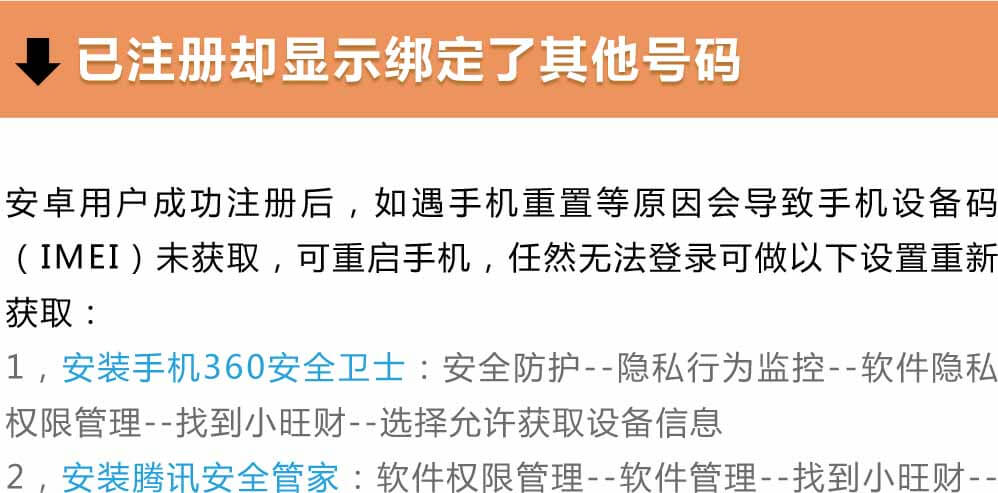 已注册却显示绑定了其他号码
安卓用户成功注册后，如遇手机重置等原因会导致手机设备码
（IMEI）未获取，可重启手机，任然无法登录可做以下设置重新
获取：
1，安装手机360安全卫士：安全防护--隐私行为监控--软件隐私
权限管理--找到小旺财--选择允许获取设备信息
2，安装腾讯安全管家：软件权限管理--软件管理--找到小旺财--